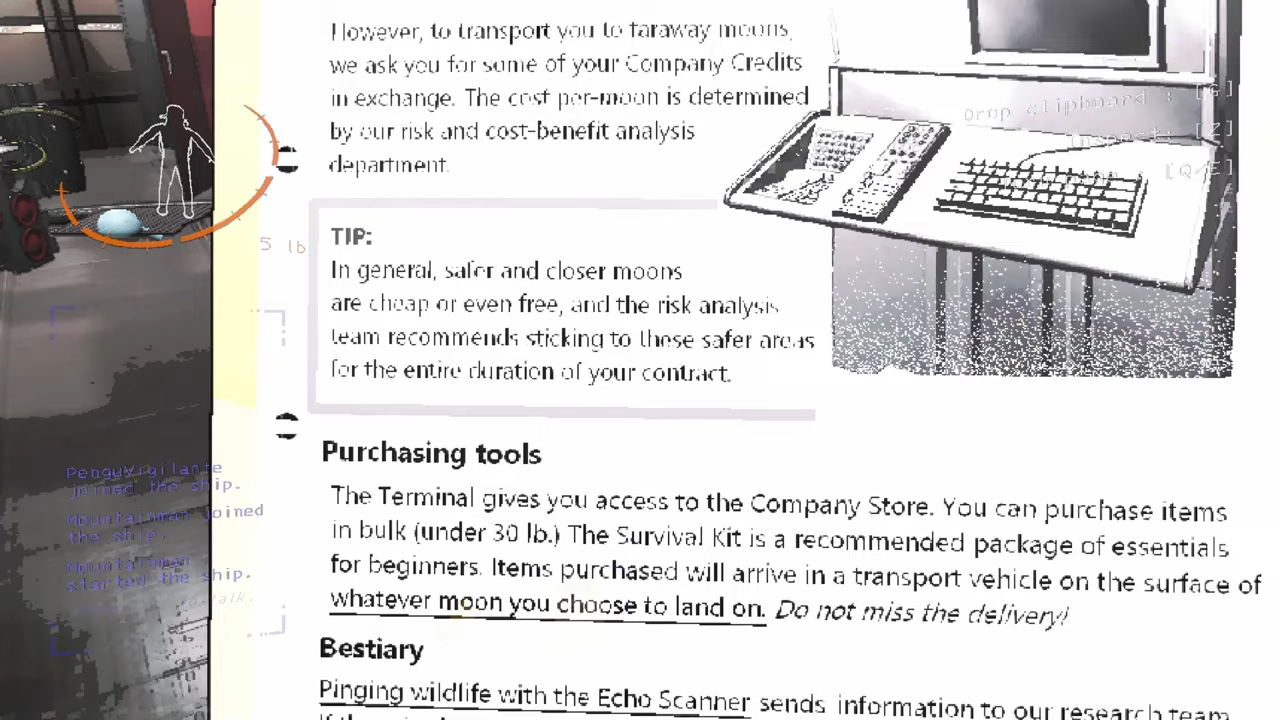 However, to transport you to faraway moons,
we ask you for some of your Company Credits
in exchange. The cost per-moon is determined
by our risk and cost-benefit analysis
department.
Drop clipboard : [G]
Inspect: [Z]
[Q/E]
5 lb
TIP:
In general, safer and closer moons
are cheap or even free, and the risk analysis
team recommends sticking to these safer areas
for the entire duration of your contract.
Purchasing tools
The Terminal gives you access to the Company Store. You can purchase items
in bulk (under 30 lb.) The Survival Kit is a recommended package of essentials
for beginners. Items purchased will arrive in a transport vehicle on the surface of
whatever moon you choose to land on. Do not miss the delivery!
PenguVigilante
joined the ship.
Mountainman joined
the ship.
Mountainman
started the ship.
talk.
Bestiary
Pinging wildlife with the Echo Scanner sends information to our research team.